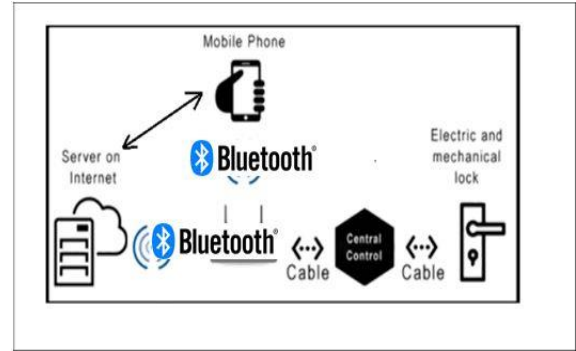 Mobile Phone
Bluetooth®
Server on
Internet
Electric and
mechanical
lock
Bluetooth®
Central
Control
Cable
Cable